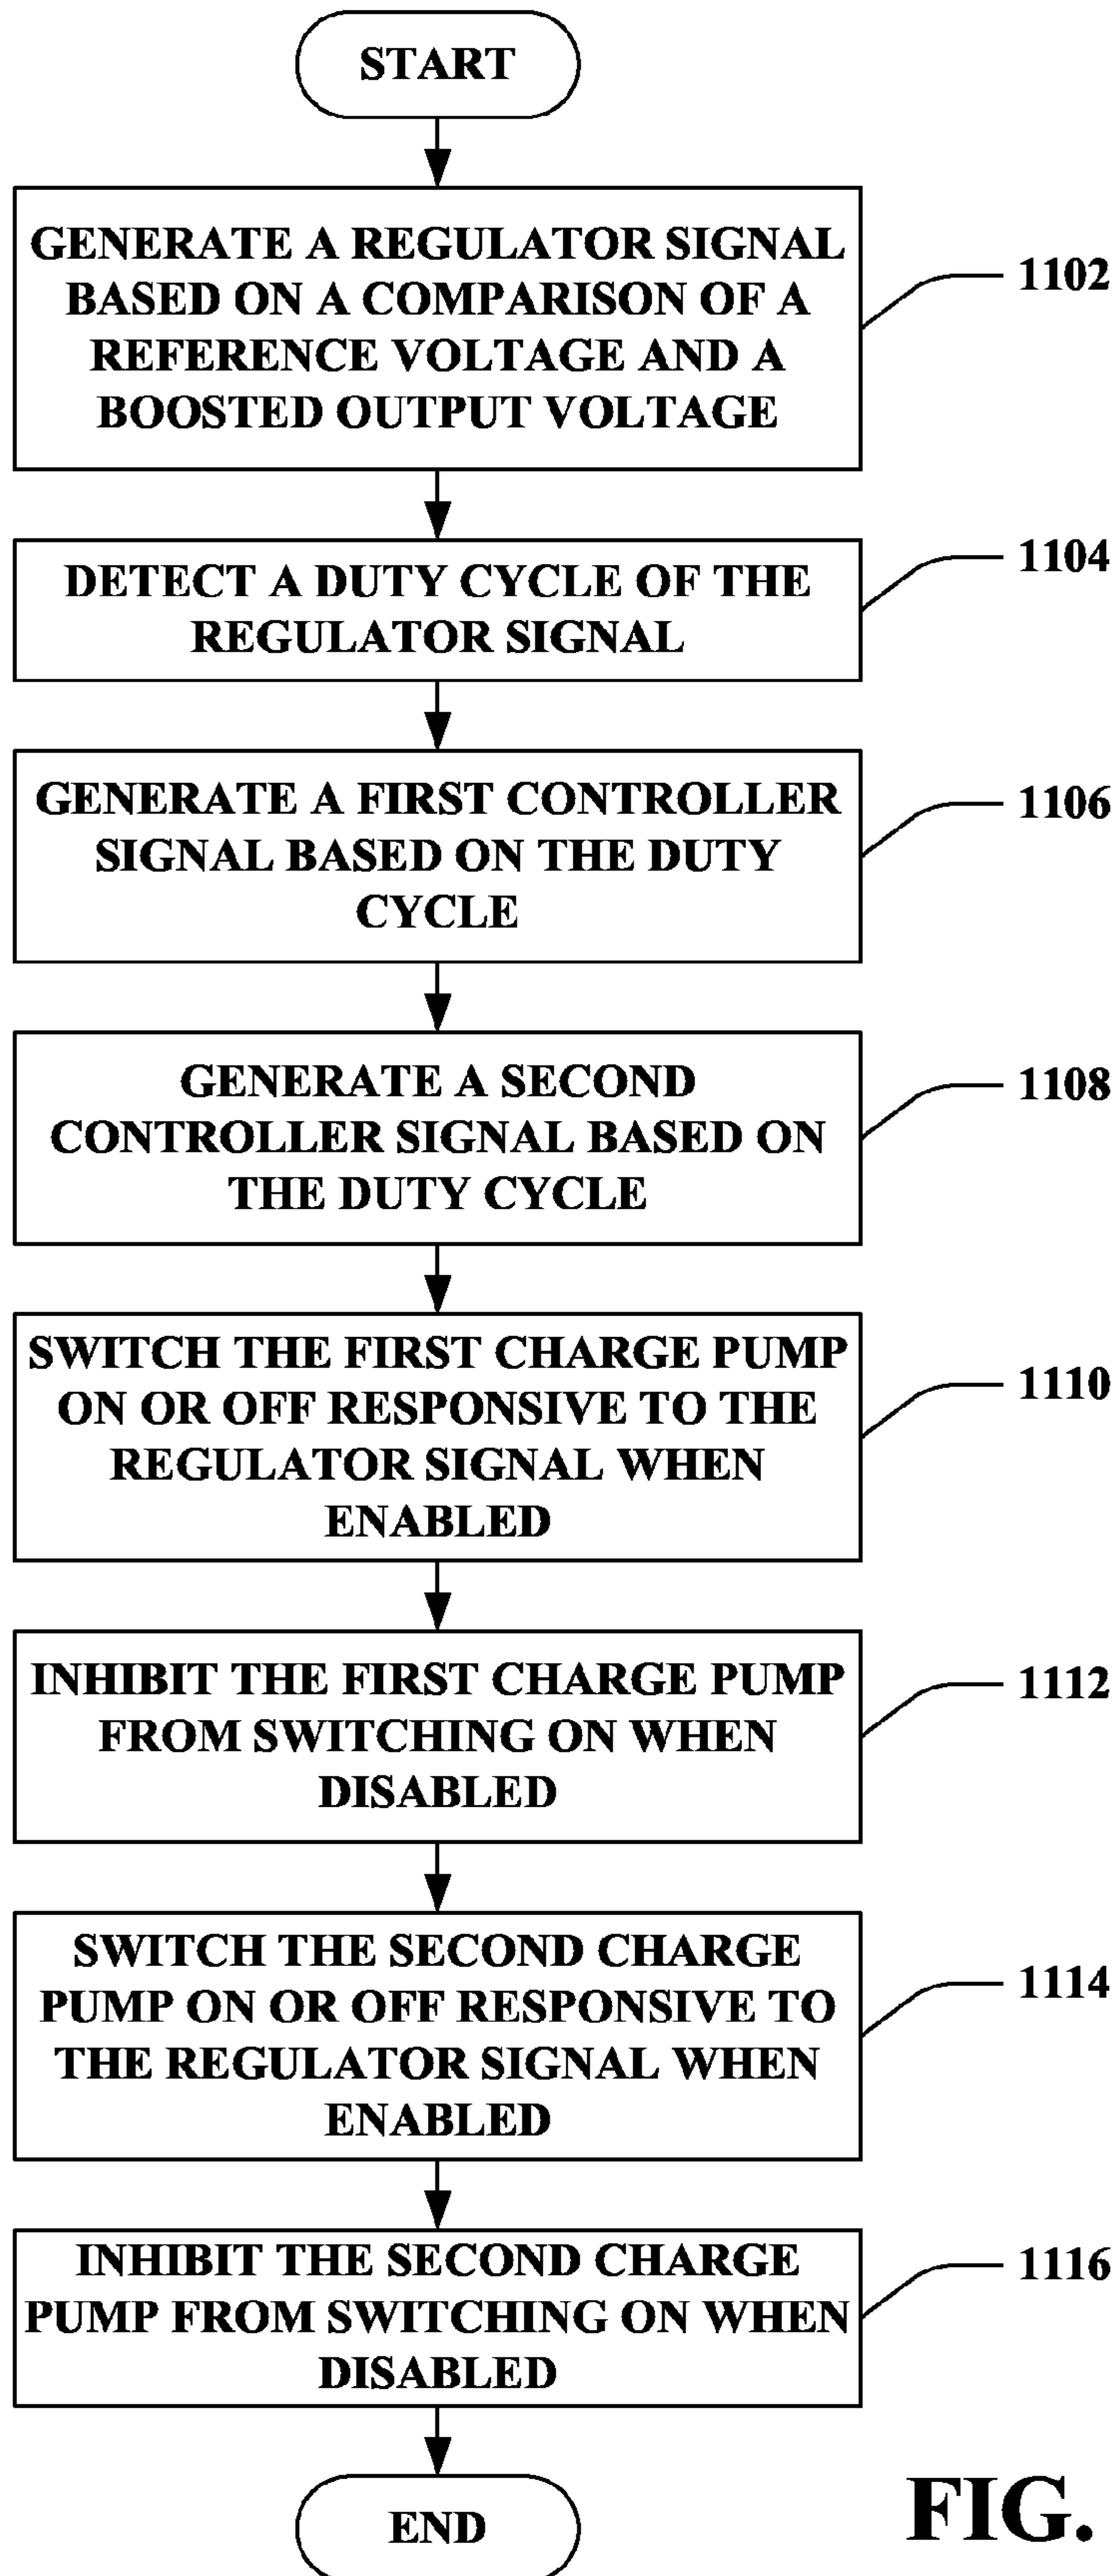 START
GENERATE A REGULATOR SIGNAL
BASED ON A COMPARISON OF A
REFERENCE VOLTAGE AND A
BOOSTED OUTPUT VOLTAGE
1102
DETECT A DUTY CYCLE OF THE
REGULATOR SIGNAL
1104
GENERATE A FIRST CONTROLLER
SIGNAL BASED ON THE DUTY
CYCLE
1106
GENERATE A SECOND
CONTROLLER SIGNAL BASED ON
THE DUTY CYCLE
1108
SWITCH THE FIRST CHARGE PUMP
ON OR OFF RESPONSIVE TO THE
REGULATOR SIGNAL WHEN
ENABLED
1110
INHIBIT THE FIRST CHARGE PUMP
FROM SWITCHING ON WHEN
DISABLED
1112
SWITCH THE SECOND CHARGE
PUMP ON OR OFF RESPONSIVE TO
THE REGULATOR SIGNAL WHEN
ENABLED
1114
INHIBIT THE SECOND CHARGE
PUMP FROM SWITCHING ON WHEN
DISABLED
1116
END
FIG.